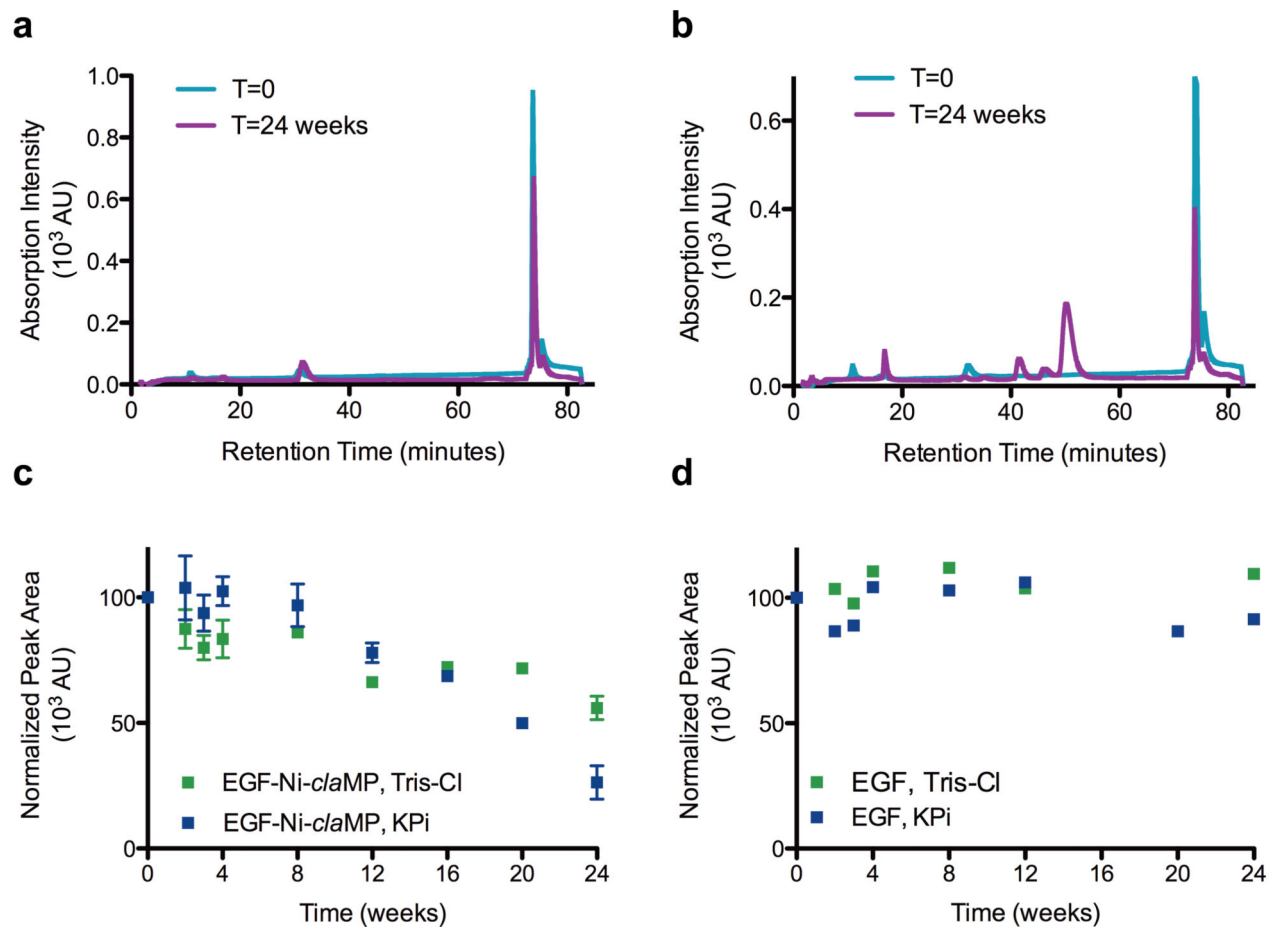 a
T=0
T=24 weeks
Absorption Intensity
(10³ AU)
1.0
0.8
0.6
0.4
0.2
0.0
0 20 40 60 80
Retention Time (minutes)
b
T=0
T=24 weeks
Absorption Intensity
(10³ AU)
0.6
0.4
0.2
0.0
0 20 40 60 80
Retention Time (minutes)
c
Normalized Peak Area
(10³ AU)
100
50
0
EGF-Ni-claMP, Tris-Cl
EGF-Ni-claMP, KPi
0 4 8 12 16 20 24
Time (weeks)
d
Normalized Peak Area
(10³ AU)
100
50
0
EGF, Tris-Cl
EGF, KPi
0 4 8 12 16 20 24
Time (weeks)